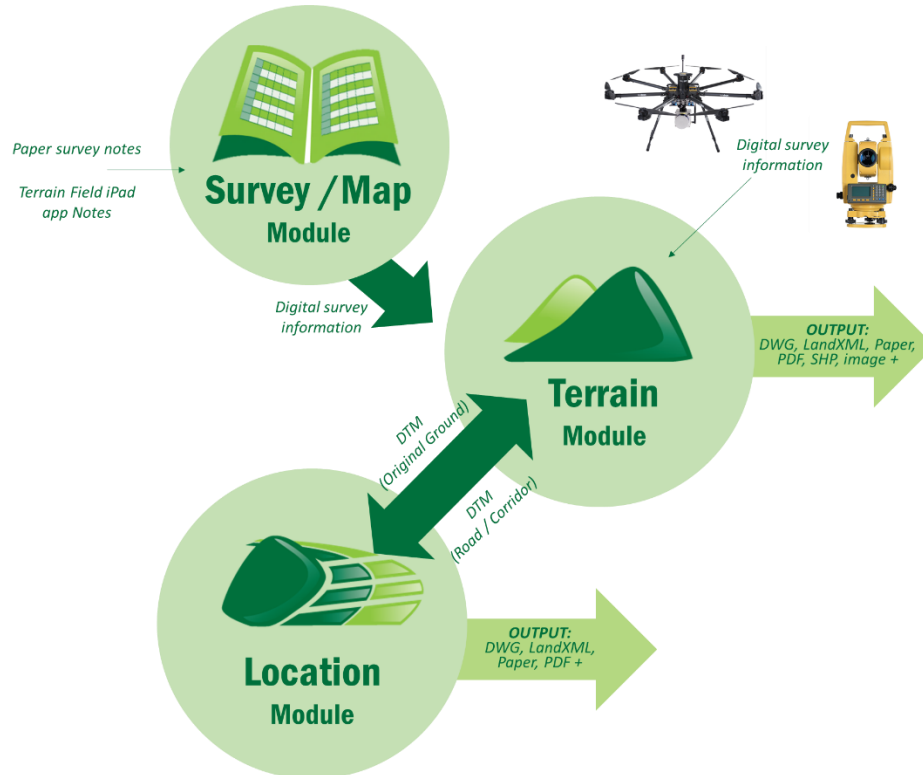 Paper survey notes
Terrain Field iPad
app Notes
Survey / Map
Module
Digital survey
information
Digital survey
information
Terrain
Module
OUTPUT:
DWG, LandXML, Paper,
PDF, SHP, image +
DTM
(Original Ground)
DTM
(Road / Corridor)
Location
Module
OUTPUT:
DWG, LandXML,
Paper, PDF +